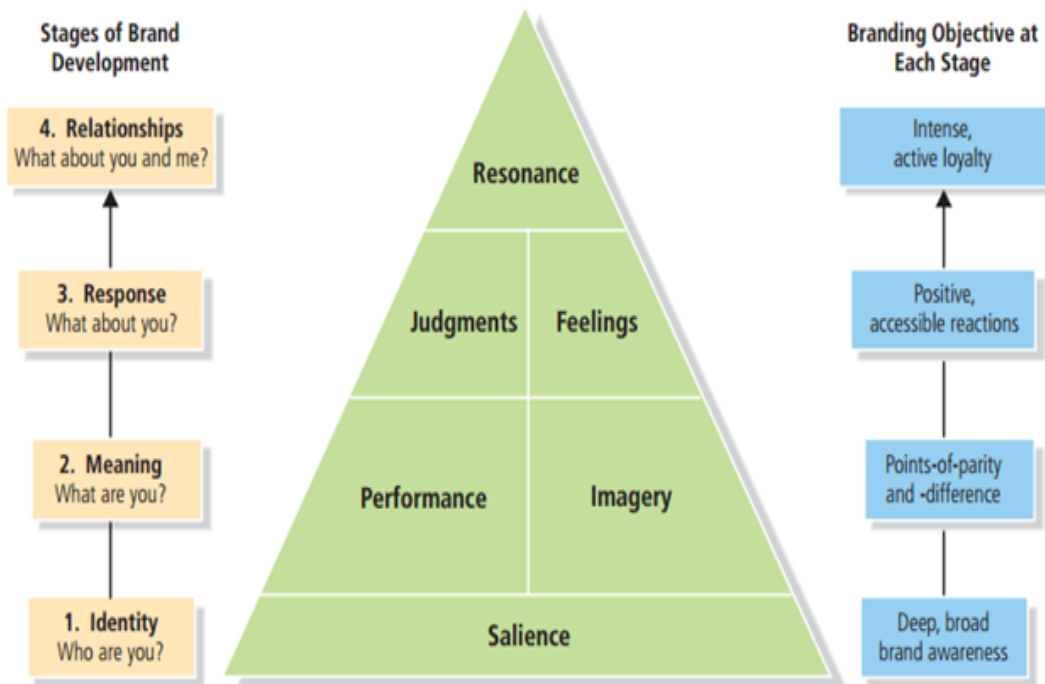 Stages of Brand
Development
Branding Objective at
Each Stage
4. Relationships
What about you and me?
Resonance
Intense,
active loyalty
3. Response
What about you?
Judgments
Feelings
Positive,
accessible reactions
2. Meaning
What are you?
Performance
Imagery
Points-of-parity
and -difference
1. Identity
Who are you?
Salience
Deep, broad
brand awareness